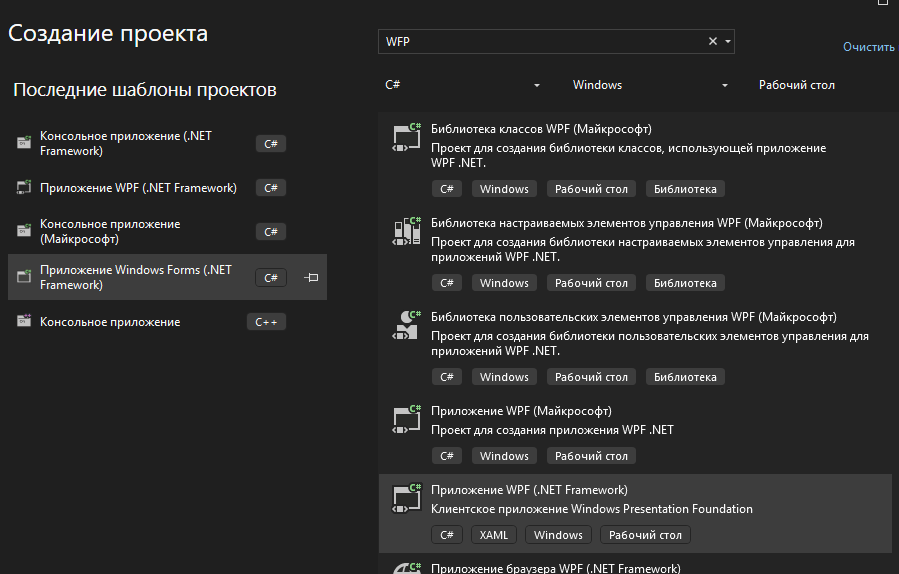 Создание проекта
Последние шаблоны проектов
Консольное приложение (.NET
Framework)
C#
Приложение WPF (.NET Framework)
C#
Консольное приложение
(Майкрософт)
C#
Приложение Windows Forms (.NET
Framework)
C#
Консольное приложение
C++
WFP
Очистить
C#
Windows
Рабочий стол
Библиотека классов WPF (Майкрософт)
Проект для создания библиотеки классов, использующей приложение
WPF .NET.
C# Windows Рабочий стол Библиотека
Библиотека настраиваемых элементов управления WPF (Майкрософт)
Проект для создания библиотеки настраиваемых элементов управления для
приложений WPF .NET.
C# Windows Рабочий стол Библиотека
Библиотека пользовательских элементов управления WPF (Майкрософт)
Проект для создания библиотеки пользовательских элементов управления для
приложений WPF .NET.
C# Windows Рабочий стол Библиотека
Приложение WPF (Майкрософт)
Проект для создания приложения WPF .NET
C# Windows Рабочий стол
Приложение WPF (.NET Framework)
Клиентское приложение Windows Presentation Foundation
C# XAML Windows Рабочий стол
Приложение браузера WPF (.NET Framework)